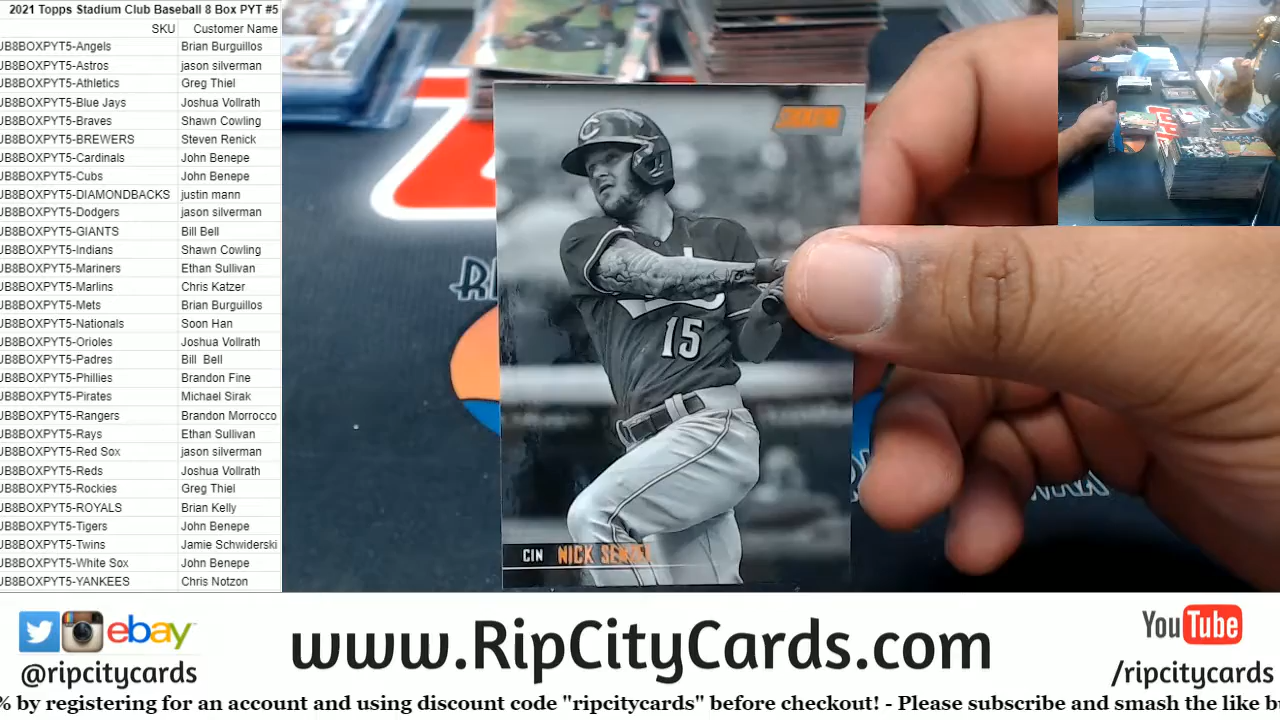 2021 Topps Stadium Club Baseball 8 Box PYT #5
SKU Customer Name
JB8BOXPYT5-Angels Brian Burguillos
JB8BOXPYT5-Astros jason silverman
JB8BOXPYT5-Athletics Greg Thiel
JB8BOXPYT5-Blue Jays Joshua Vollrath
JB8BOXPYT5-Braves Shawn Cowling
JB8BOXPYT5-BREWERS Steven Renick
JB8BOXPYT5-Cardinals John Benepe
JB8BOXPYT5-Cubs John Benepe
JB8BOXPYT5-DIAMONDBACKS justin mann
JB8BOXPYT5-Dodgers jason silverman
JB8BOXPYT5-GIANTS Bill Bell
JB8BOXPYT5-Indians Shawn Cowling
JB8BOXPYT5-Mariners Ethan Sullivan
JB8BOXPYT5-Marlins Chris Katzer
JB8BOXPYT5-Mets Brian Burguillos
JB8BOXPYT5-Nationals Soon Han
JB8BOXPYT5-Orioles Joshua Vollrath
JB8BOXPYT5-Padres Bill Bell
JB8BOXPYT5-Phillies Brandon Fine
JB8BOXPYT5-Pirates Michael Sirak
JB8BOXPYT5-Rangers Brandon Morrocco
JB8BOXPYT5-Rays Ethan Sullivan
JB8BOXPYT5-Red Sox jason silverman
JB8BOXPYT5-Reds Joshua Vollrath
JB8BOXPYT5-Rockies Greg Thiel
JB8BOXPYT5-ROYALS Brian Kelly
JB8BOXPYT5-Tigers John Benepe
JB8BOXPYT5-Twins Jamie Schwiderski
JB8BOXPYT5-White Sox John Benepe
JB8BOXPYT5-YANKEES Chris Notzon
C
15
CIN NICK SENZEL
ebay
@ripcitycards
www.RipCityCards.com
YouTube
/ripcitycards
% by registering for an account and using discount code "ripcitycards" before checkout! - Please subscribe and smash the like b